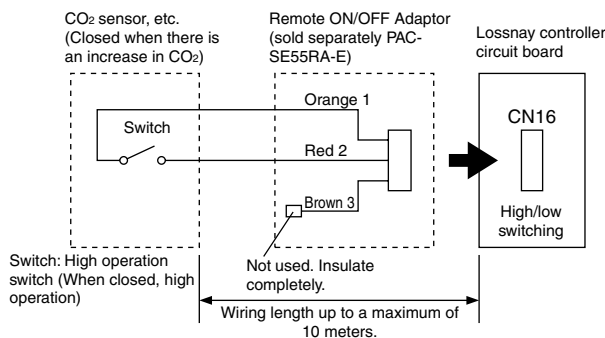 CO2 sensor, etc.
(Closed when there is
an increase in CO2)
Remote ON/OFF Adaptor
(sold separately PAC-
SE55RA-E)
Lossnay controller
circuit board
Orange 1
Switch
Red 2
Brown 3
CN16
High/low
switching
Switch: High operation
switch (When closed, high
operation)
Not used. Insulate
completely.
Wiring length up to a maximum of
10 meters.